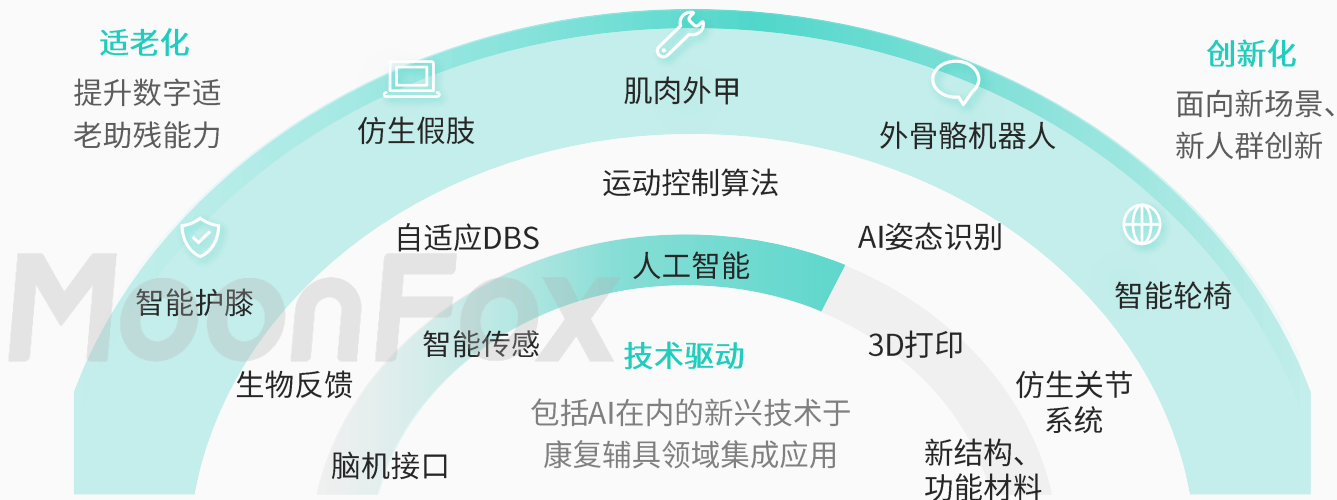 适老化
提升数字适
老助残能力
创新化
面向新场景、
新人群创新
肌肉外甲
仿生假肢
外骨骼机器人
智能护膝
智能轮椅
运动控制算法
自适应DBS
AI姿态识别
生物反馈
仿生关节
系统
人工智能
智能传感
3D打印
脑机接口
新结构、
功能材料
技术驱动
包括AI在内的新兴技术于
康复辅具领域集成应用
MoonFox